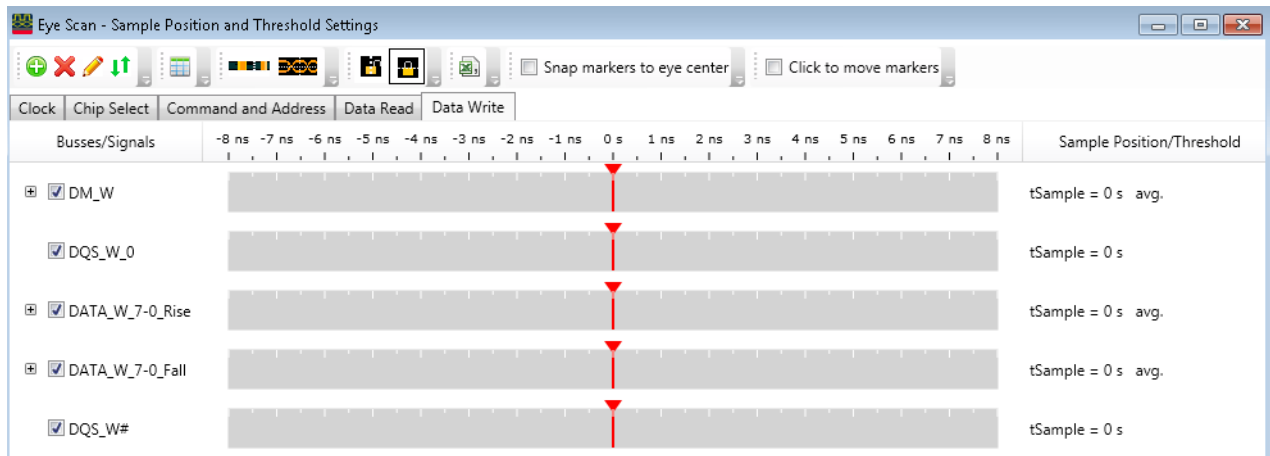 Eye Scan - Sample Position and Threshold Settings
Snap markers to eye center Click to move markers
Clock Chip Select Command and Address Data Read Data Write
Busses/Signals -8 ns -7 ns -6 ns -5 ns -4 ns -3 ns -2 ns -1 ns 0 s 1 ns 2 ns 3 ns 4 ns 5 ns 6 ns 7 ns 8 ns Sample Position/Threshold
DM_W tSample = 0 s avg.
DQS_W_0 tSample = 0 s
DATA_W_7-0_Rise tSample = 0 s avg.
DATA_W_7-0_Fall tSample = 0 s avg.
DQS_W# tSample = 0 s